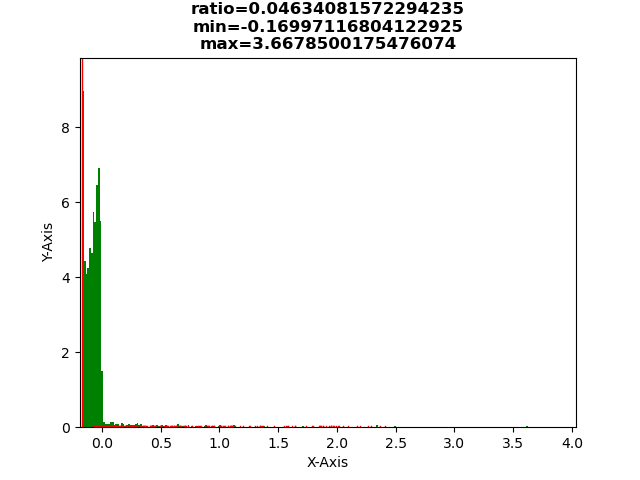 ratio=0.04634081572294235
min=-0.16997116804122925
max=3.6678500175476074
8
6
4
2
0
Y-Axis
0.0 0.5 1.0 1.5 2.0 2.5 3.0 3.5 4.0
X-Axis